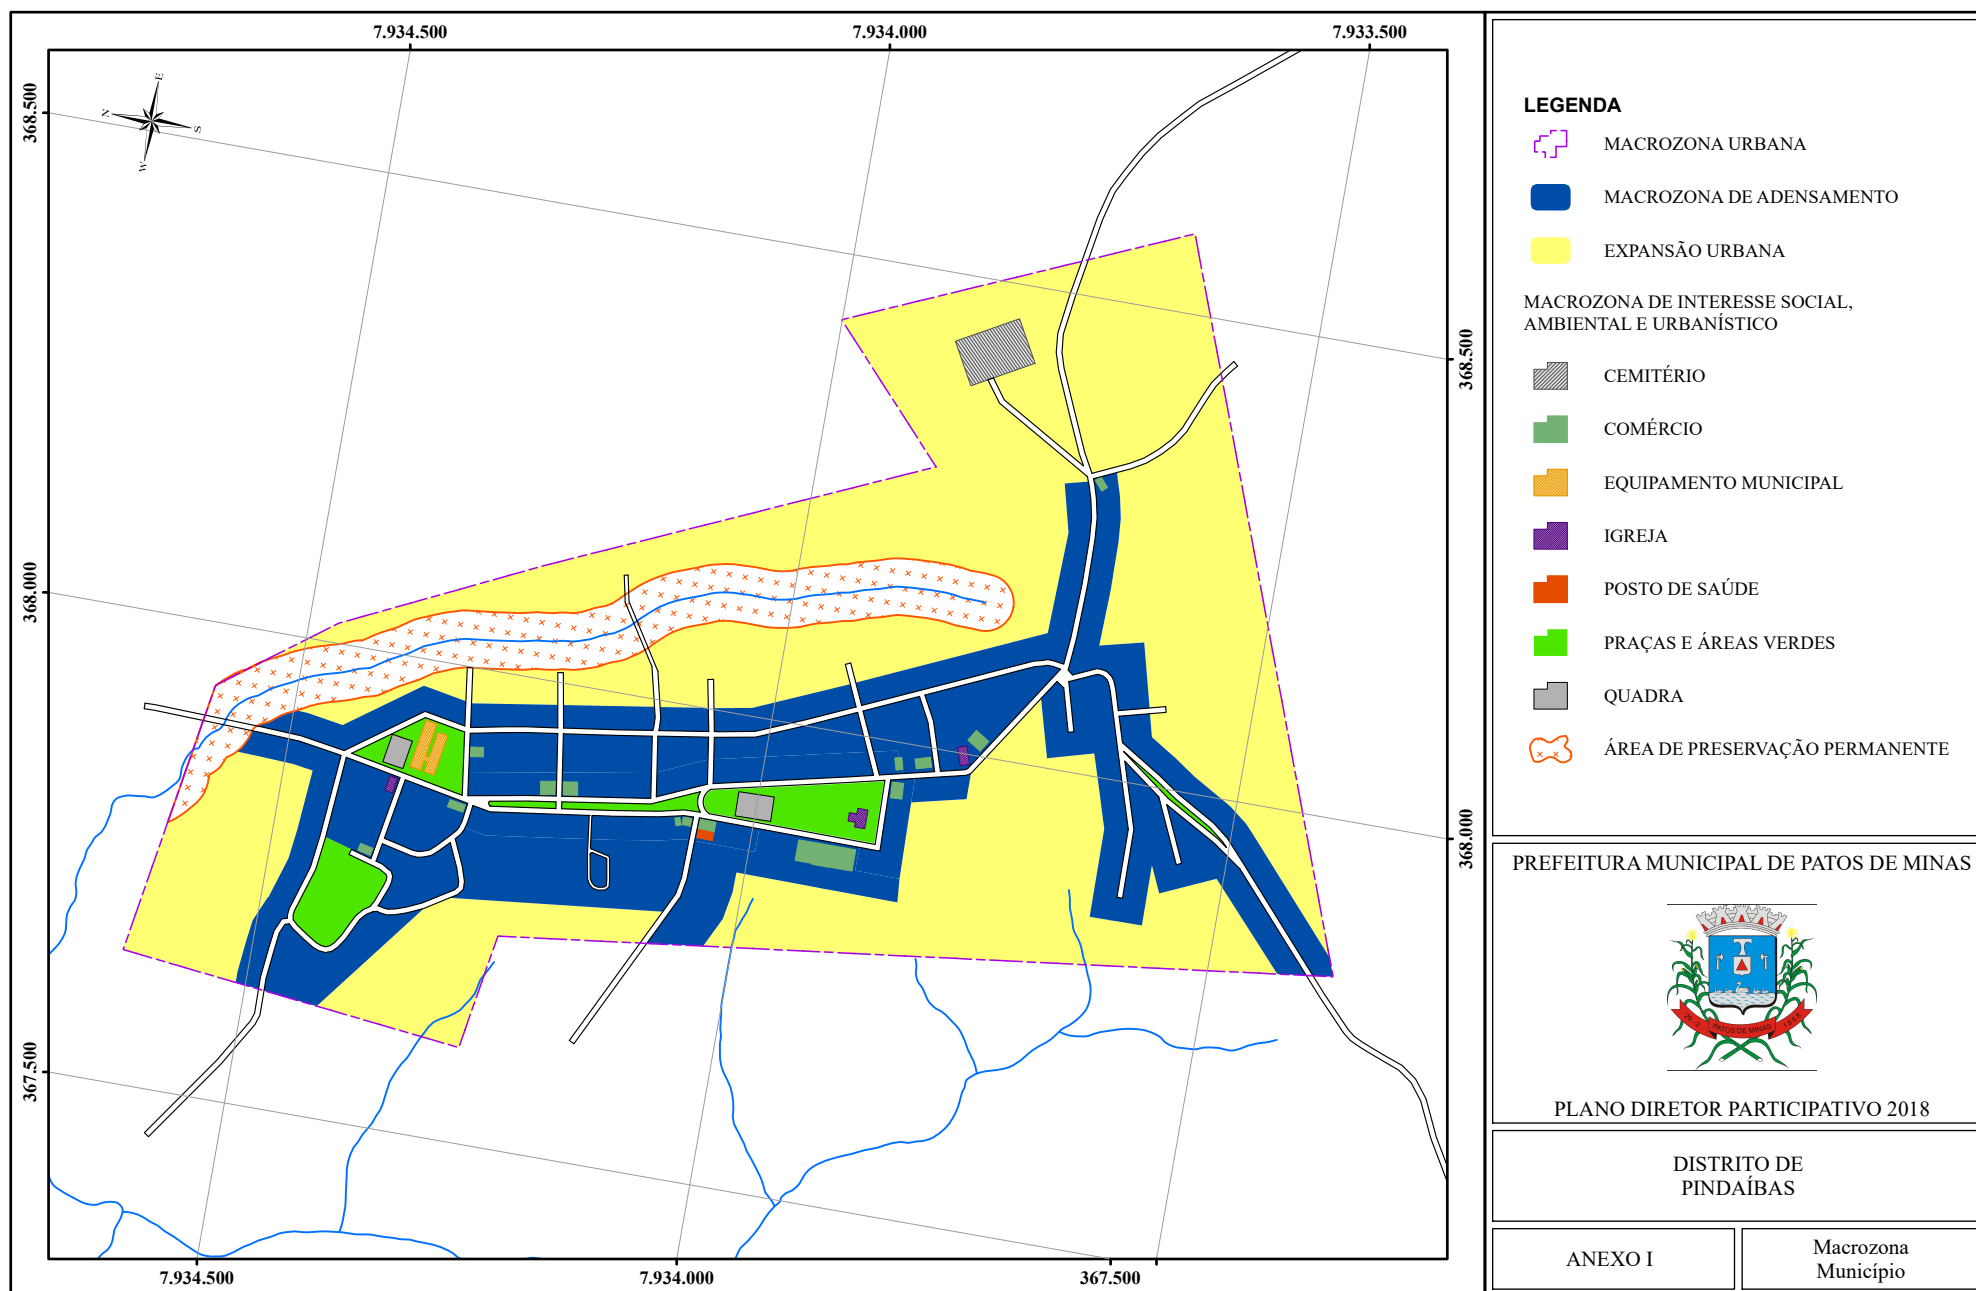 7.934.500
7.934.000
7.933.500
368.500
368.000
367.500
368.500
368.000
7.934.500
7.934.000
367.500
N
E
S
W
LEGENDA
MACROZONA URBANA
MACROZONA DE ADENSAMENTO
EXPANSÃO URBANA
MACROZONA DE INTERESSE SOCIAL,
AMBIENTAL E URBANÍSTICO
CEMITÉRIO
COMÉRCIO
EQUIPAMENTO MUNICIPAL
IGREJA
POSTO DE SAÚDE
PRAÇAS E ÁREAS VERDES
QUADRA
ÁREA DE PRESERVAÇÃO PERMANENTE
PREFEITURA MUNICIPAL DE PATOS DE MINAS
PATOS DE MINAS
PLANO DIRETOR PARTICIPATIVO 2018
DISTRITO DE
PINDAÍBAS
ANEXO I
Macrozona
Município